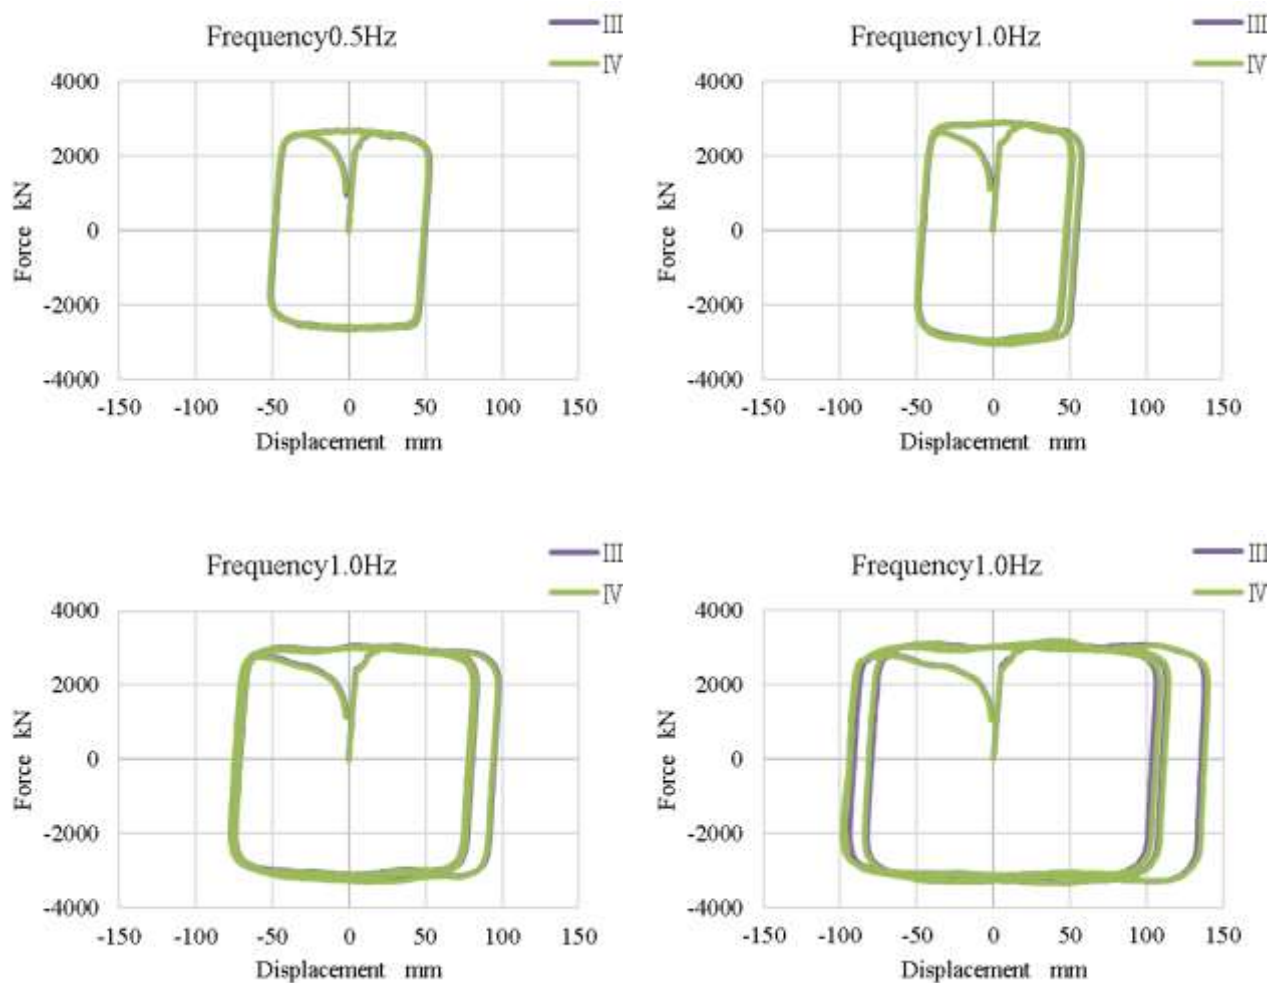 Frequency0.5Hz
III
IV
4000
2000
0
-2000
-4000
Force kN
-150 -100 -50 0 50 100 150
Displacement mm
Frequency1.0Hz
III
IV
4000
2000
0
-2000
-4000
Force kN
-150 -100 -50 0 50 100 150
Displacement mm
Frequency1.0Hz
III
IV
4000
2000
0
-2000
-4000
Force kN
-150 -100 -50 0 50 100 150
Displacement mm
Frequency1.0Hz
III
IV
4000
2000
0
-2000
-4000
Force kN
-150 -100 -50 0 50 100 150
Displacement mm